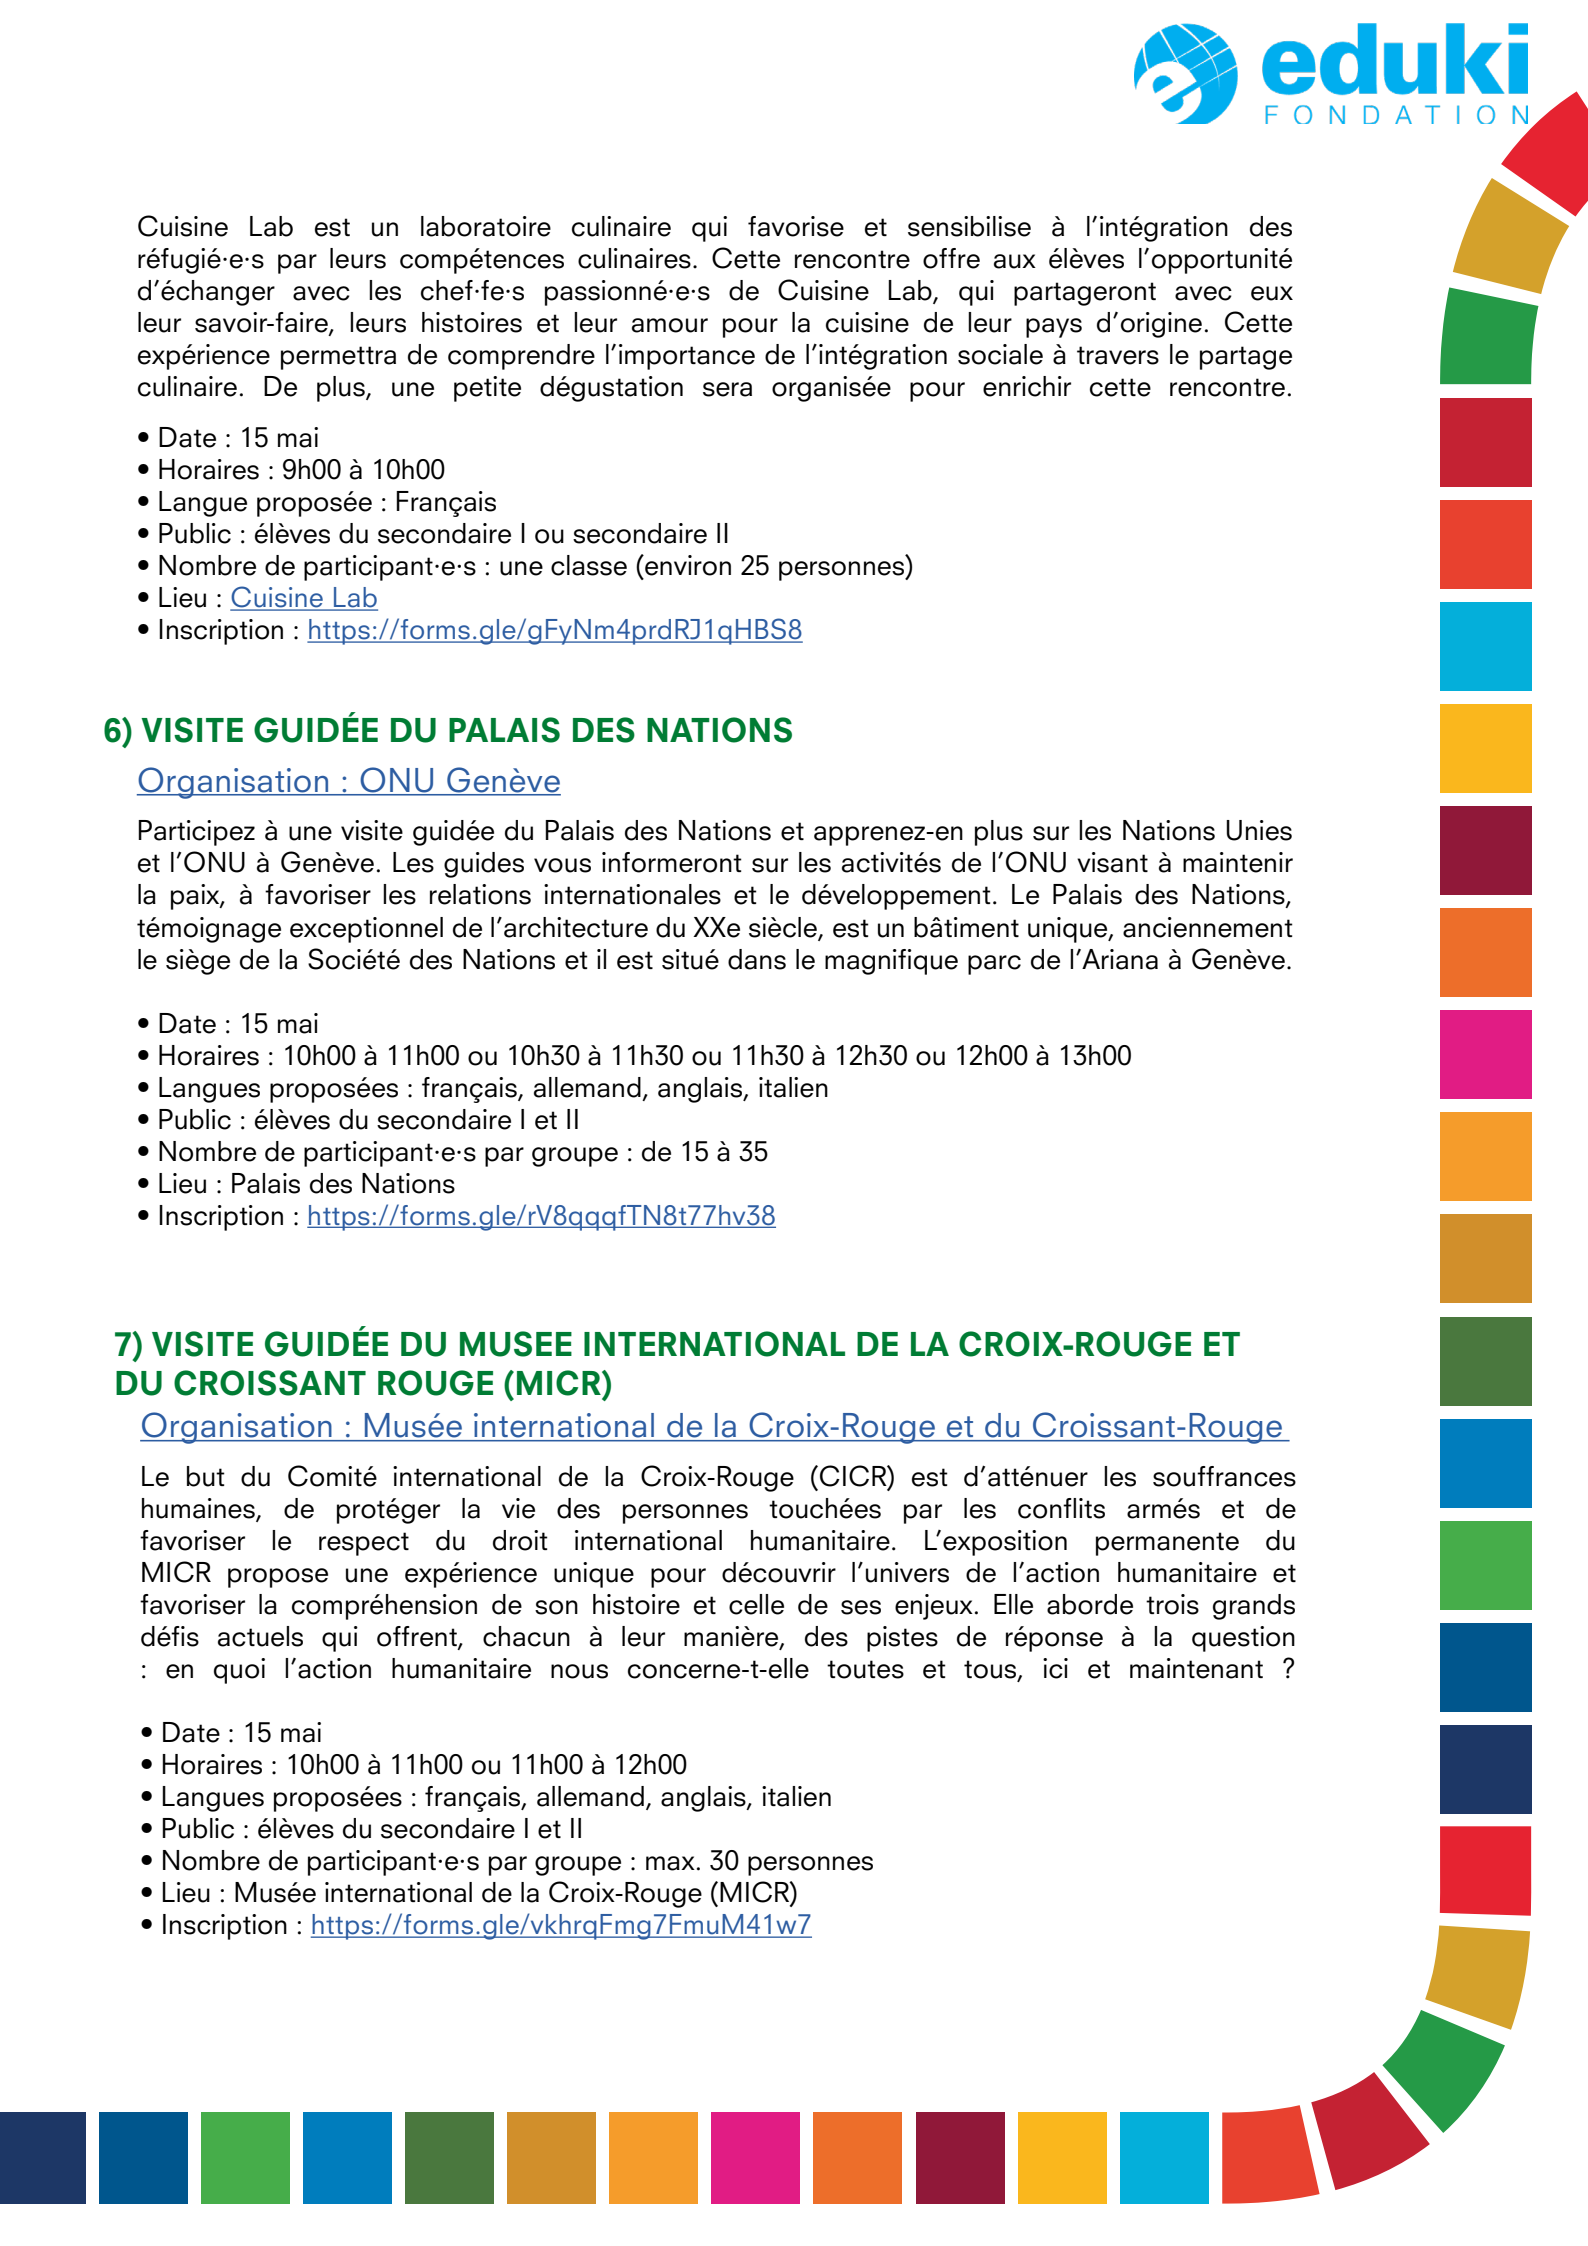 eduki
FONDATION
Cuisine Lab est un laboratoire culinaire qui favorise et sensibilise à l’intégration des
réfugié·e·s par leurs compétences culinaires. Cette rencontre offre aux élèves l’opportunité
d’échanger avec les chef·fe·s passionné·e·s de Cuisine Lab, qui partageront avec eux
leur savoir-faire, leurs histoires et leur amour pour la cuisine de leur pays d’origine. Cette
expérience permettra de comprendre l’importance de l’intégration sociale à travers le partage
culinaire. De plus, une petite dégustation sera organisée pour enrichir cette rencontre.
• Date : 15 mai
• Horaires : 9h00 à 10h00
• Langue proposée : Français
• Public : élèves du secondaire I ou secondaire II
• Nombre de participant·e·s : une classe (environ 25 personnes)
• Lieu : Cuisine Lab
• Inscription : https://forms.gle/gFyNm4prdRJ1qHBS8
6) VISITE GUIDÉE DU PALAIS DES NATIONS
Organisation : ONU Genève
Participez à une visite guidée du Palais des Nations et apprenez-en plus sur les Nations Unies
et l’ONU à Genève. Les guides vous informeront sur les activités de l’ONU visant à maintenir
la paix, à favoriser les relations internationales et le développement. Le Palais des Nations,
témoignage exceptionnel de l’architecture du XXe siècle, est un bâtiment unique, anciennement
le siège de la Société des Nations et il est situé dans le magnifique parc de l’Ariana à Genève.
• Date : 15 mai
• Horaires : 10h00 à 11h00 ou 10h30 à 11h30 ou 11h30 à 12h30 ou 12h00 à 13h00
• Langues proposées : français, allemand, anglais, italien
• Public : élèves du secondaire I et II
• Nombre de participant·e·s par groupe : de 15 à 35
• Lieu : Palais des Nations
• Inscription : https://forms.gle/rV8qqqfTN8t77hv38
7) VISITE GUIDÉE DU MUSEE INTERNATIONAL DE LA CROIX-ROUGE ET
DU CROISSANT ROUGE (MICR)
Organisation : Musée international de la Croix-Rouge et du Croissant-Rouge
Le but du Comité international de la Croix-Rouge (CICR) est d’atténuer les souffrances
humaines, de protéger la vie des personnes touchées par les conflits armés et de
favoriser le respect du droit international humanitaire. L’exposition permanente du
MICR propose une expérience unique pour découvrir l’univers de l’action humanitaire et
favoriser la compréhension de son histoire et celle de ses enjeux. Elle aborde trois grands
défis actuels qui offrent, chacun à leur manière, des pistes de réponse à la question
: en quoi l’action humanitaire nous concerne-t-elle toutes et tous, ici et maintenant ?
• Date : 15 mai
• Horaires : 10h00 à 11h00 ou 11h00 à 12h00
• Langues proposées : français, allemand, anglais, italien
• Public : élèves du secondaire I et II
• Nombre de participant·e·s par groupe : max. 30 personnes
• Lieu : Musée international de la Croix-Rouge (MICR)
• Inscription : https://forms.gle/vkhrqFmg7FmuM41w7